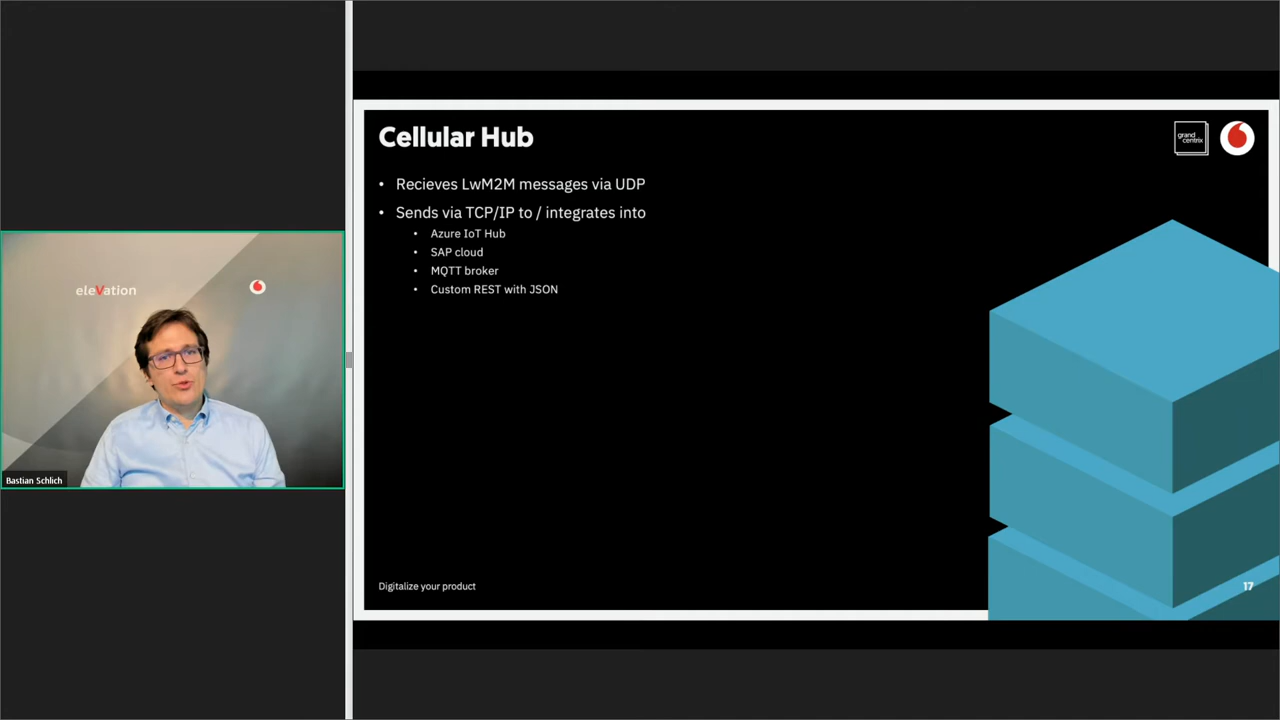 eleVation
Bastian Schlich
Cellular Hub
grand
centrix
• Recieves LwM2M messages via UDP
• Sends via TCP/IP to / integrates into
• Azure IoT Hub
• SAP cloud
• MQTT broker
• Custom REST with JSON
Digitalize your product
17